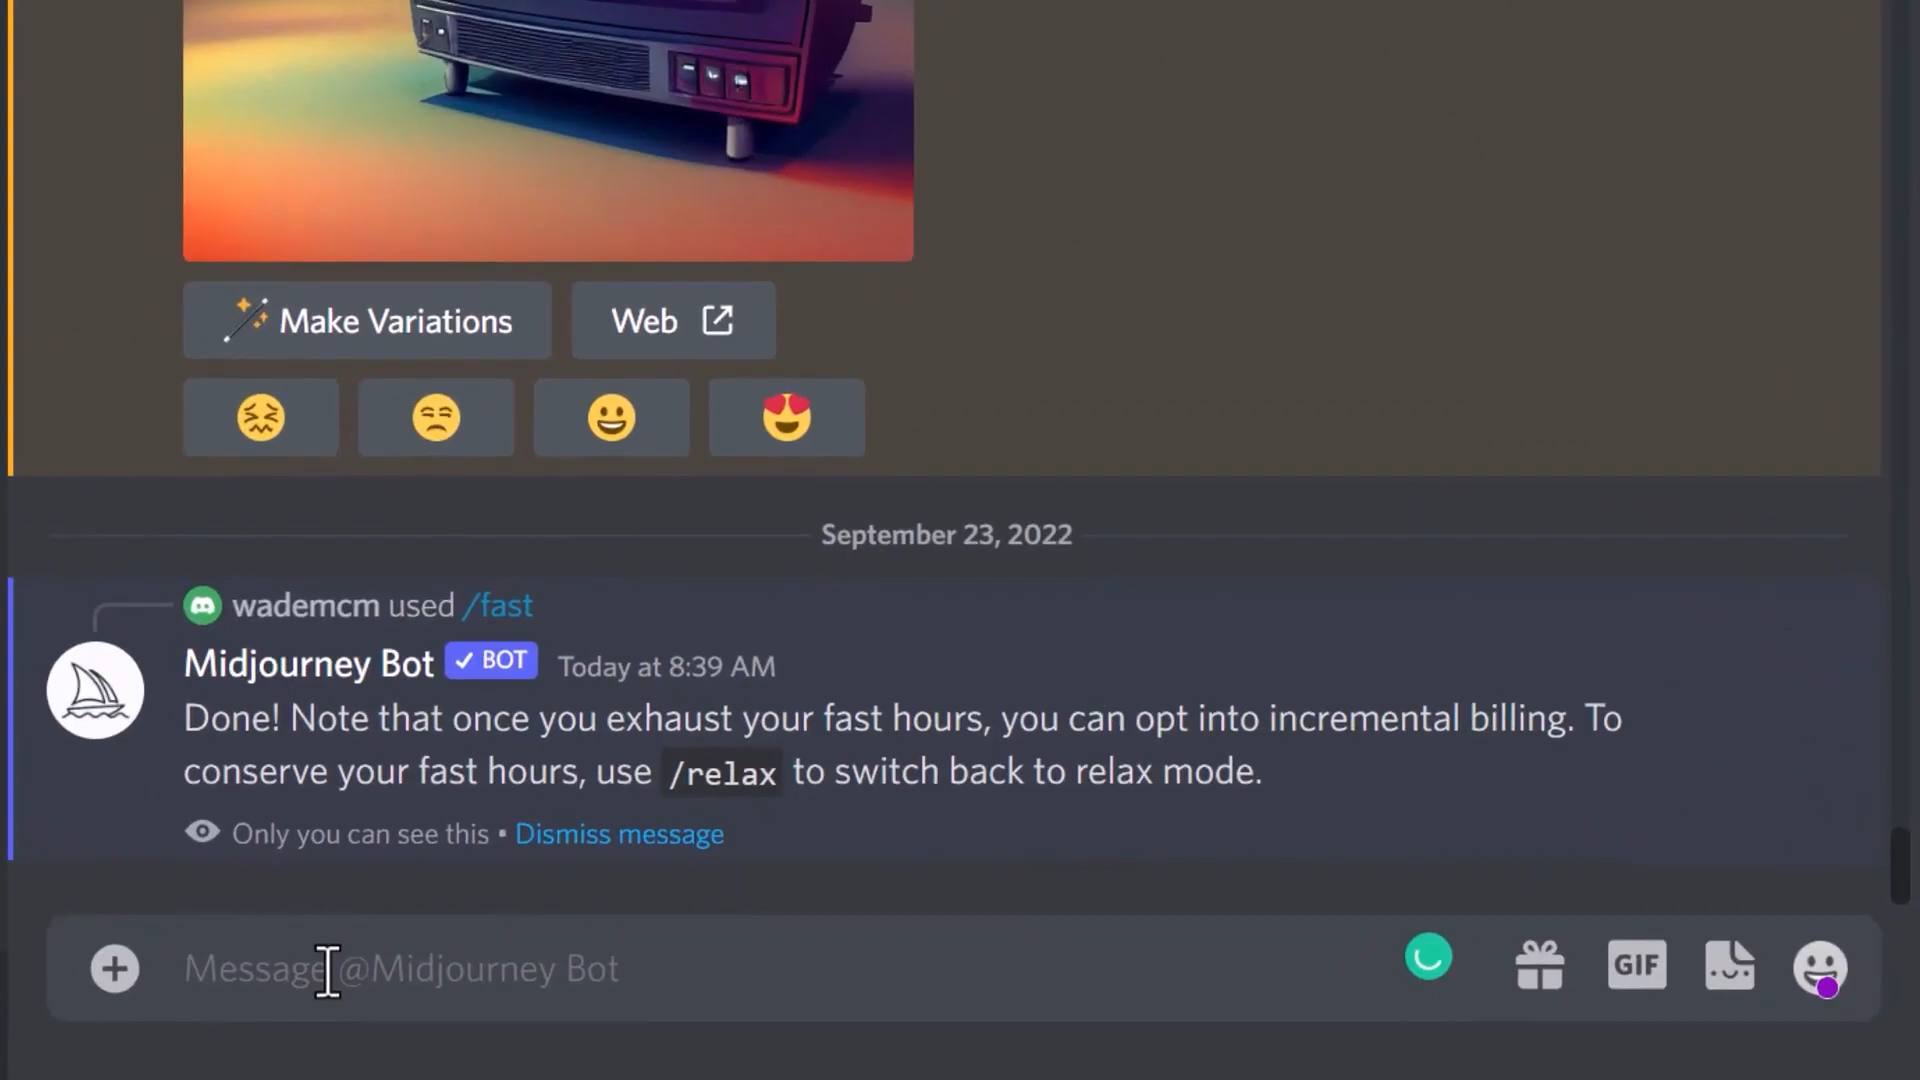 Make Variations Web
September 23, 2022
wademcm used /fast
Midjourney Bot ✓ BOT Today at 8:39 AM
Done! Note that once you exhaust your fast hours, you can opt into incremental billing. To
conserve your fast hours, use /relax to switch back to relax mode.
Only you can see this • Dismiss message
Message @Midjourney Bot GIF